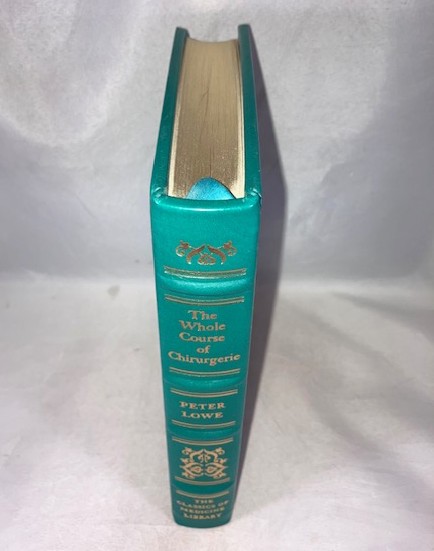 The
Whole
Course
of
Chirurgerie
PETER
LOWE
THE
CLASSICS OF
MEDICINE
LIBRARY